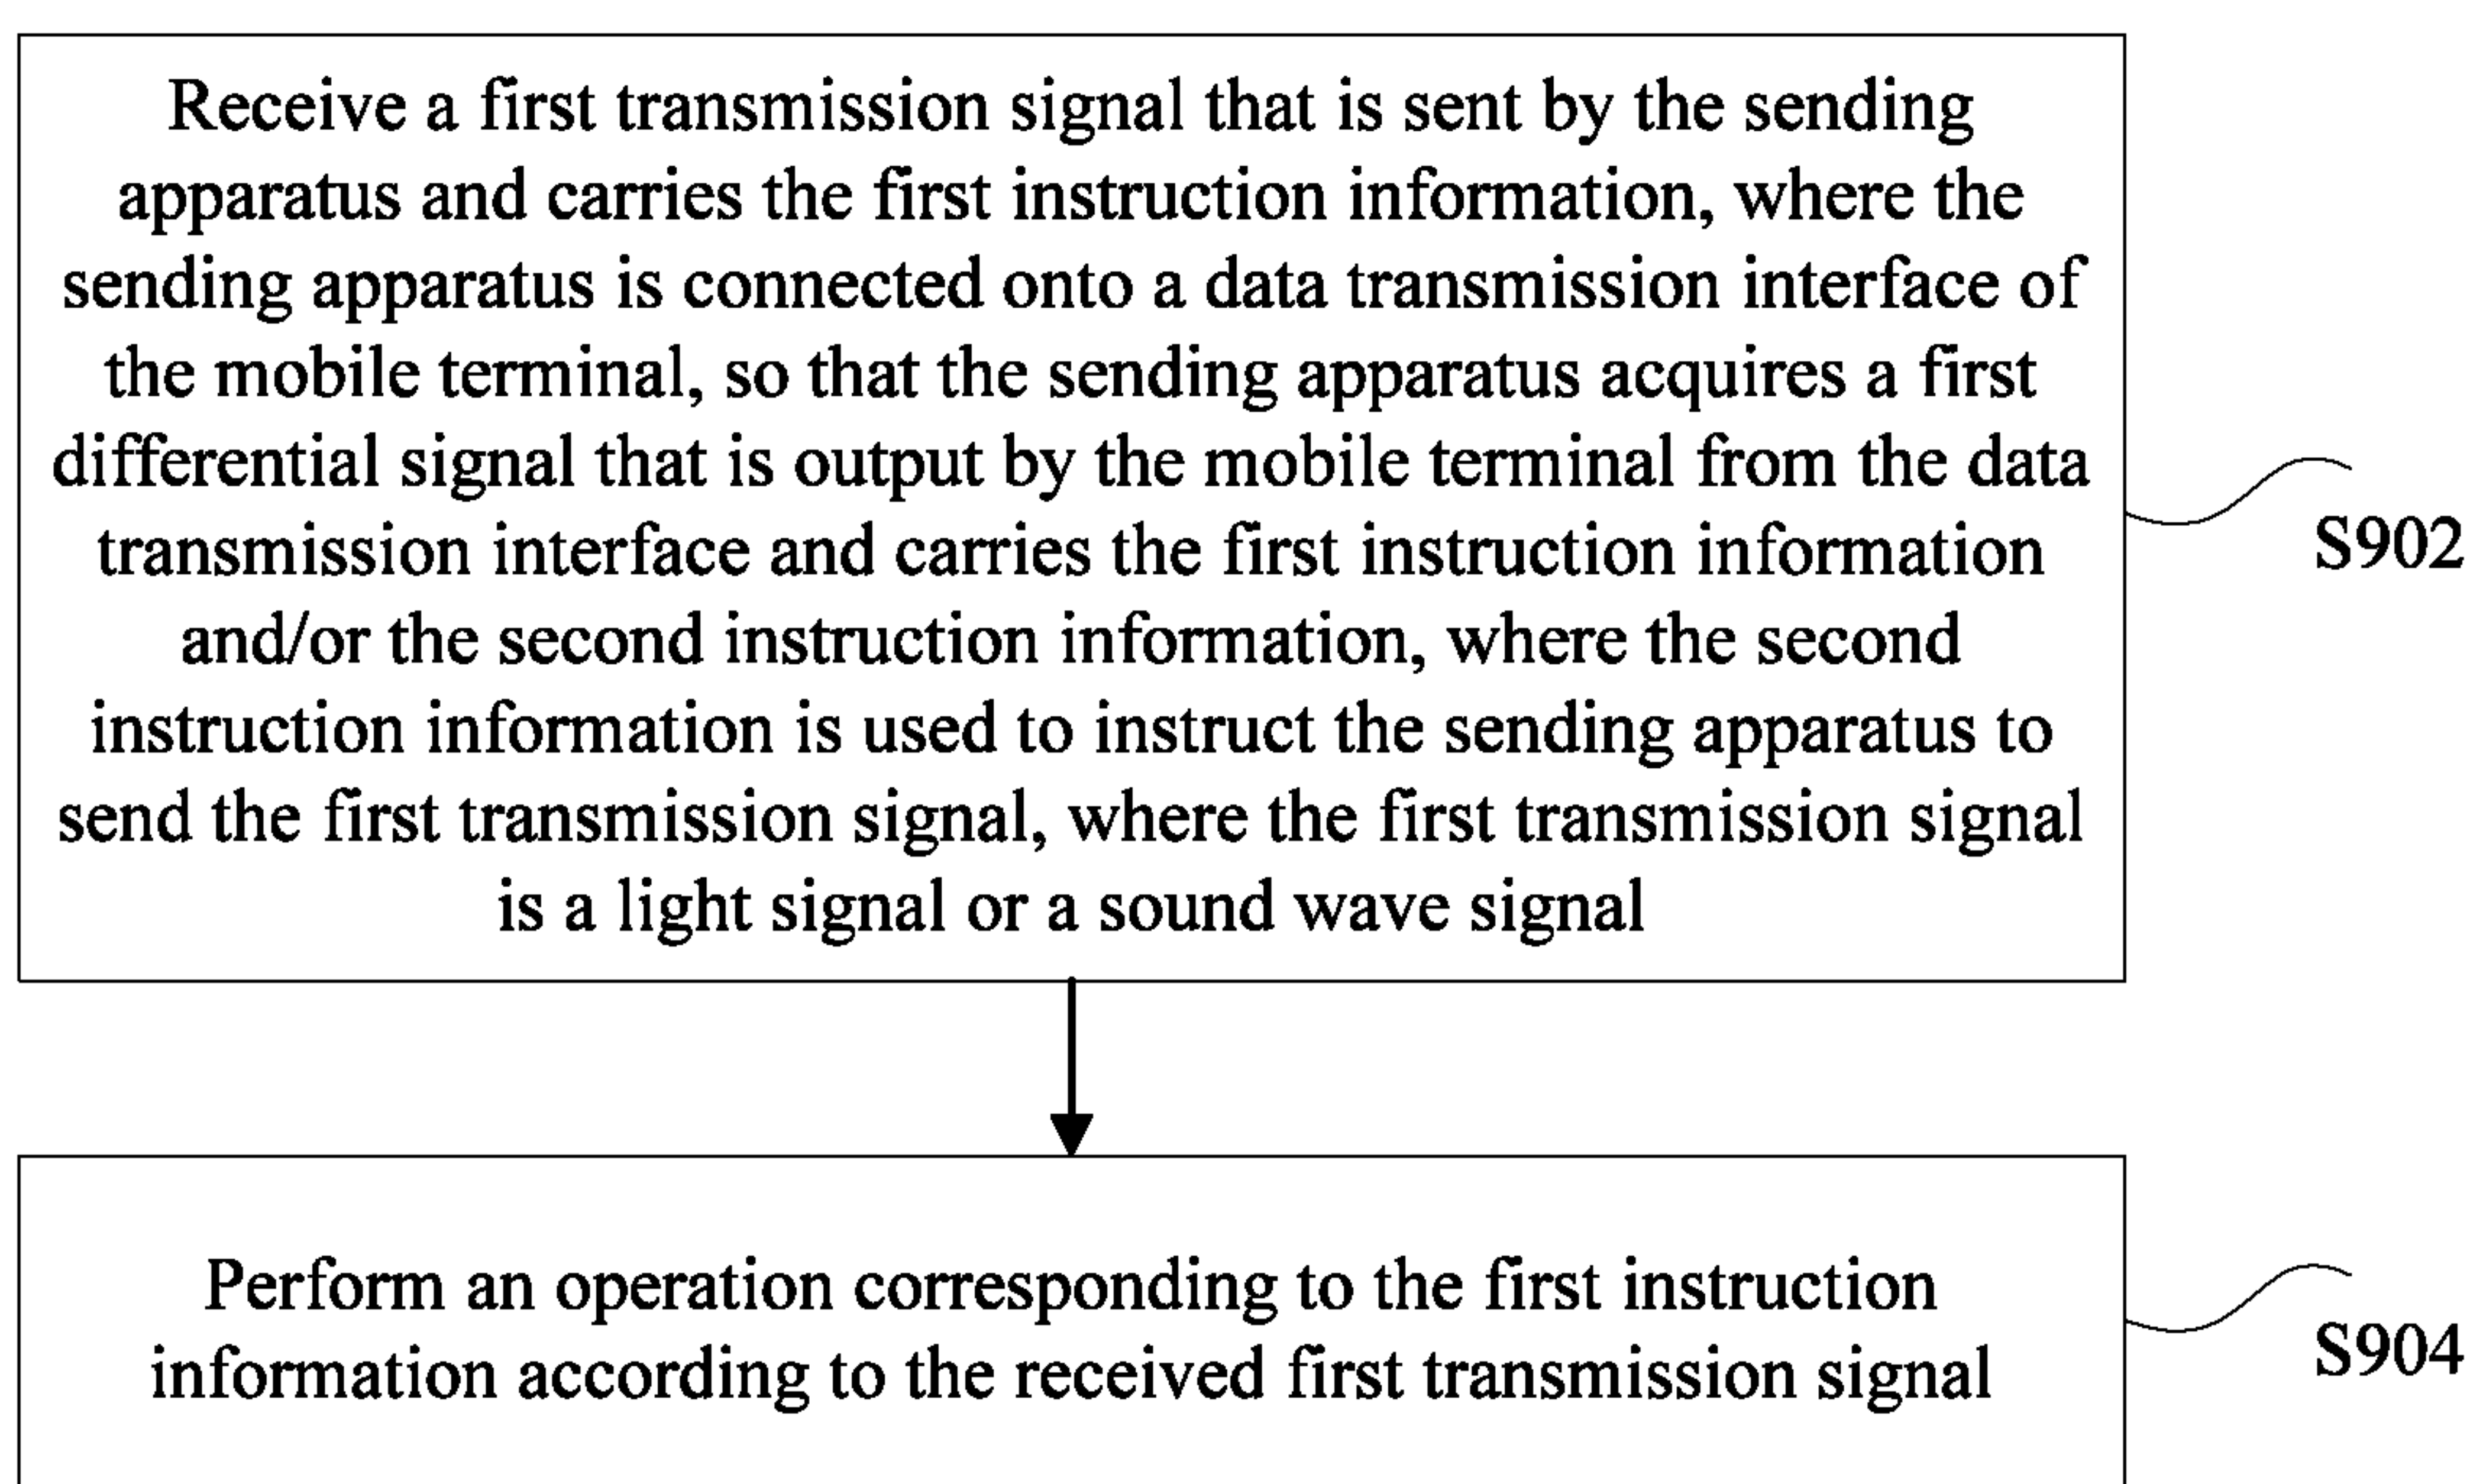 Receive a first transmission signal that is sent by the sending
apparatus and carries the first instruction information, where the
sending apparatus is connected onto a data transmission interface of
the mobile terminal, so that the sending apparatus acquires a first
differential signal that is output by the mobile terminal from the data
transmission interface and carries the first instruction information
and/or the second instruction information, where the second
instruction information is used to instruct the sending apparatus to
send the first transmission signal, where the first transmission signal
is a light signal or a sound wave signal
S902
Perform an operation corresponding to the first instruction
information according to the received first transmission signal
S904